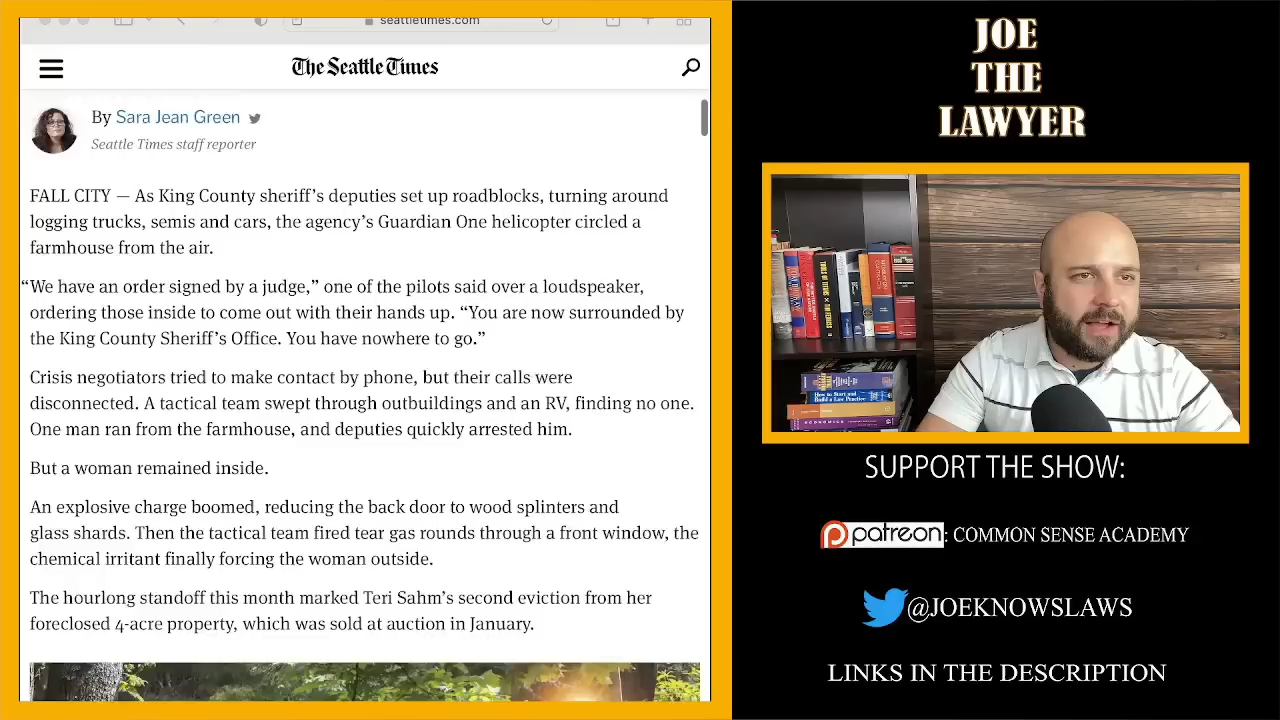 seattletimes.com
The Seattle Times
By Sara Jean Green
Seattle Times staff reporter
FALL CITY — As King County sheriff's deputies set up roadblocks, turning around
logging trucks, semis and cars, the agency's Guardian One helicopter circled a
farmhouse from the air.
“We have an order signed by a judge,” one of the pilots said over a loudspeaker,
ordering those inside to come out with their hands up. “You are now surrounded by
the King County Sheriff's Office. You have nowhere to go.”
Crisis negotiators tried to make contact by phone, but their calls were
disconnected. A tactical team swept through outbuildings and an RV, finding no one.
One man ran from the farmhouse, and deputies quickly arrested him.
But a woman remained inside.
An explosive charge boomed, reducing the back door to wood splinters and
glass shards. Then the tactical team fired tear gas rounds through a front window, the
chemical irritant finally forcing the woman outside.
The hourlong standoff this month marked Teri Sahm's second eviction from her
foreclosed 4-acre property, which was sold at auction in January.
JOE
THE
LAWYER
How to Start and
Build a Law Practice
ECONOMICS
SUPPORT THE SHOW:
patreon: COMMON SENSE ACADEMY
@JOEKNOWSLAWS
LINKS IN THE DESCRIPTION